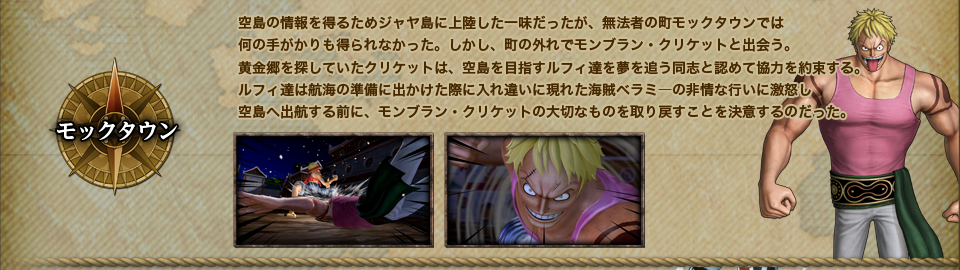 モックタウン
空島の情報を得るためジャヤ島に上陸した一味だったが、無法者の町モックタウンでは
何の手がかりも得られなかった。しかし、町の外れでモンブラン・クリケットと出会う。
黄金郷を探していたクリケットは、空島を目指すルフィ達を夢を追う同志と認めて協力を約束する。
ルフィ達は航海の準備に出かけた際に入れ違いに現れた海賊ベラミ―の非情な行いに激怒し
空島へ出航する前に、モンブラン・クリケットの大切なものを取り戻すことを決意するのだった。